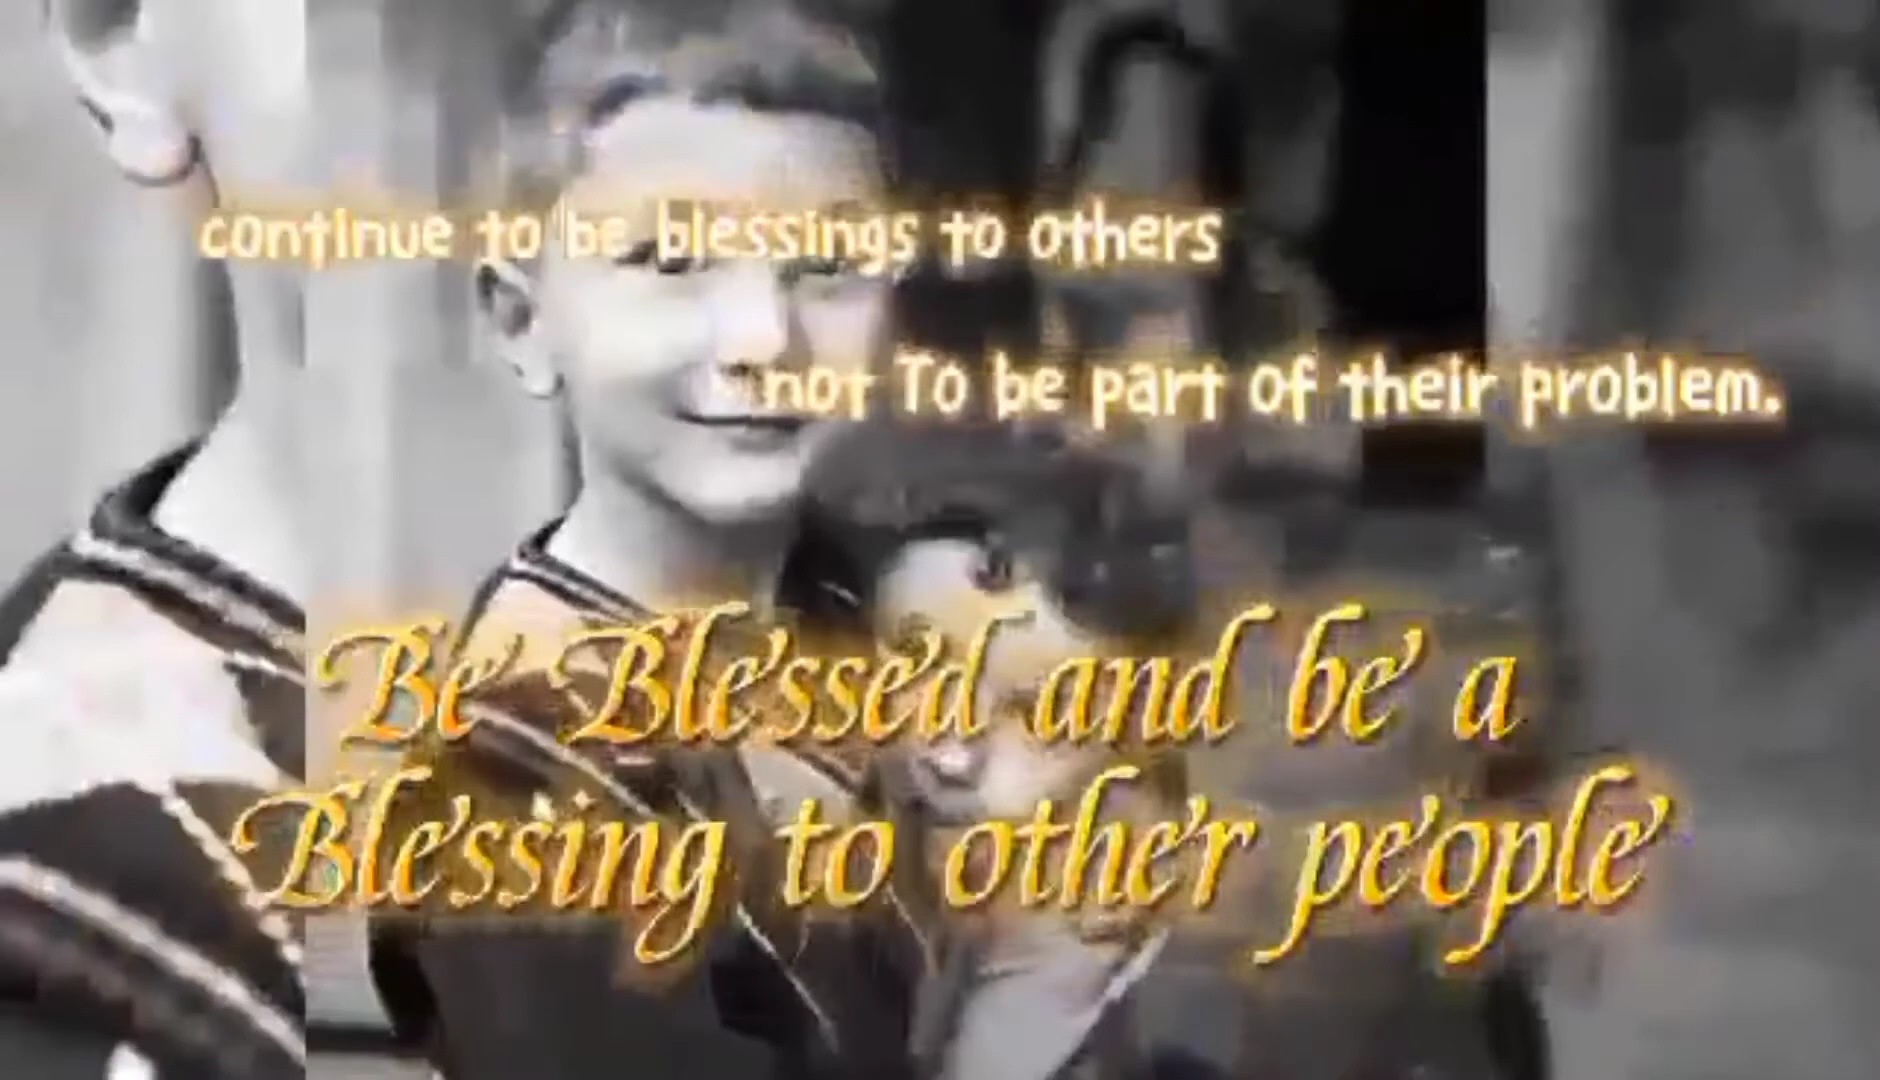 continue to be blessings to others
not To be part of their problem.
Be Blessed and be a
Blessing to other people